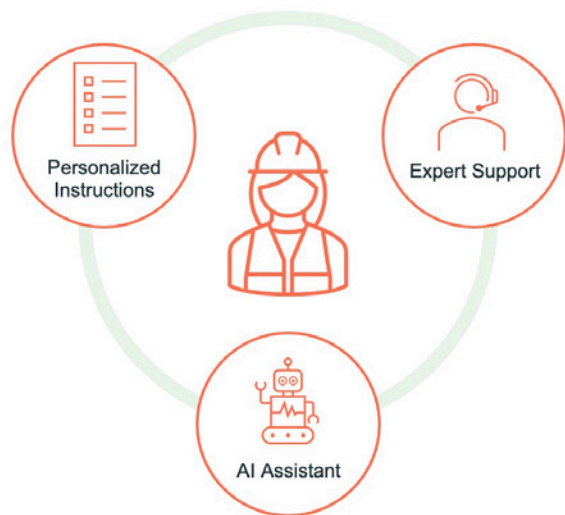 Personalized
Instructions
Expert Support
AI Assistant